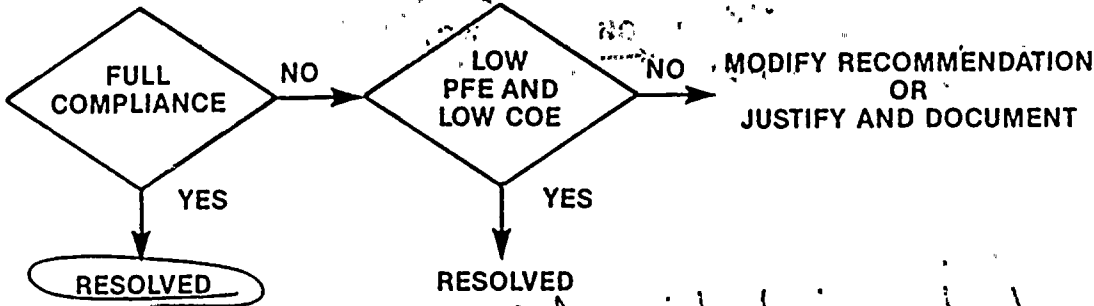 FULL
COMPLIANCE
NO
YES
RESOLVED
LOW
PFE AND
LOW COE
NO
NO
YES
RESOLVED
MODIFY RECOMMENDATION
OR
JUSTIFY AND DOCUMENT